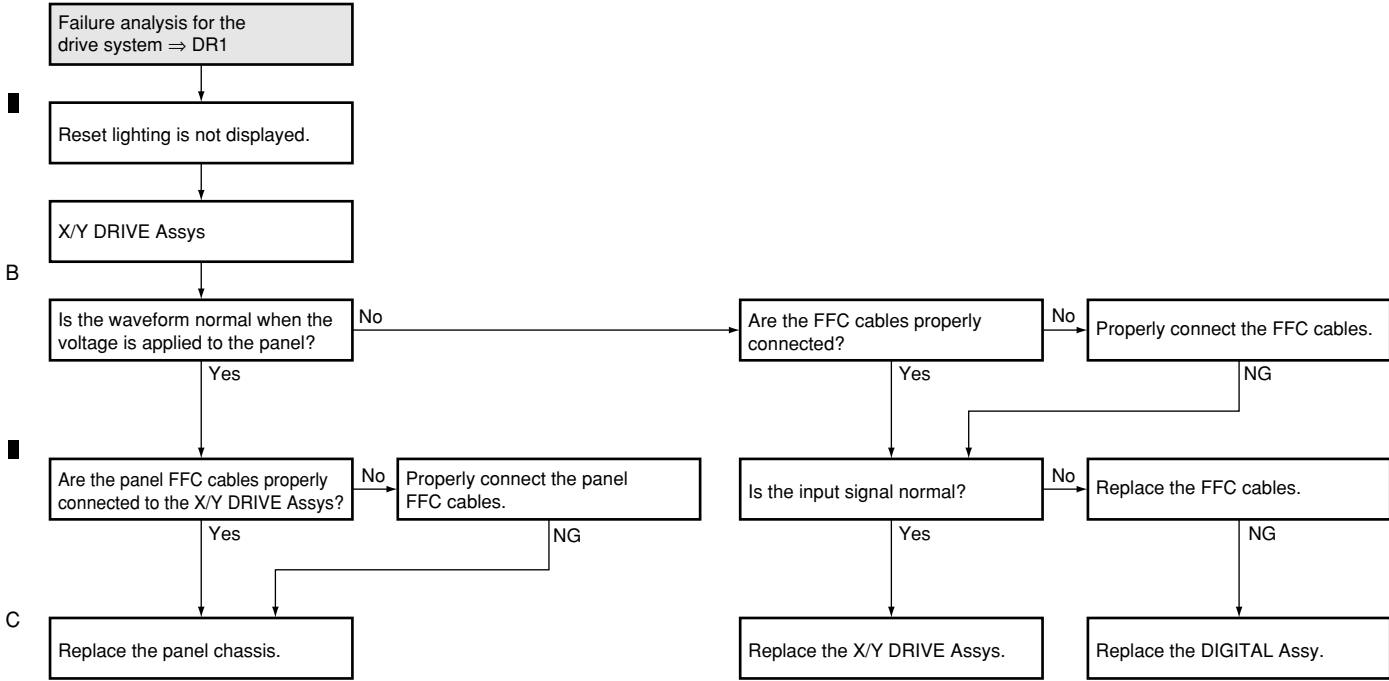 Failure analysis for the
drive system ⇒ DR1
Reset lighting is not displayed.
X/Y DRIVE Assys
B
Is the waveform normal when the
voltage is applied to the panel?
No
Are the FFC cables properly
connected?
No
Properly connect the FFC cables.
Yes
Yes
NG
Are the panel FFC cables properly
connected to the X/Y DRIVE Assys?
No
Properly connect the panel
FFC cables.
Is the input signal normal?
No
Replace the FFC cables.
Yes
NG
Yes
NG
C
Replace the panel chassis.
Replace the X/Y DRIVE Assys.
Replace the DIGITAL Assy.